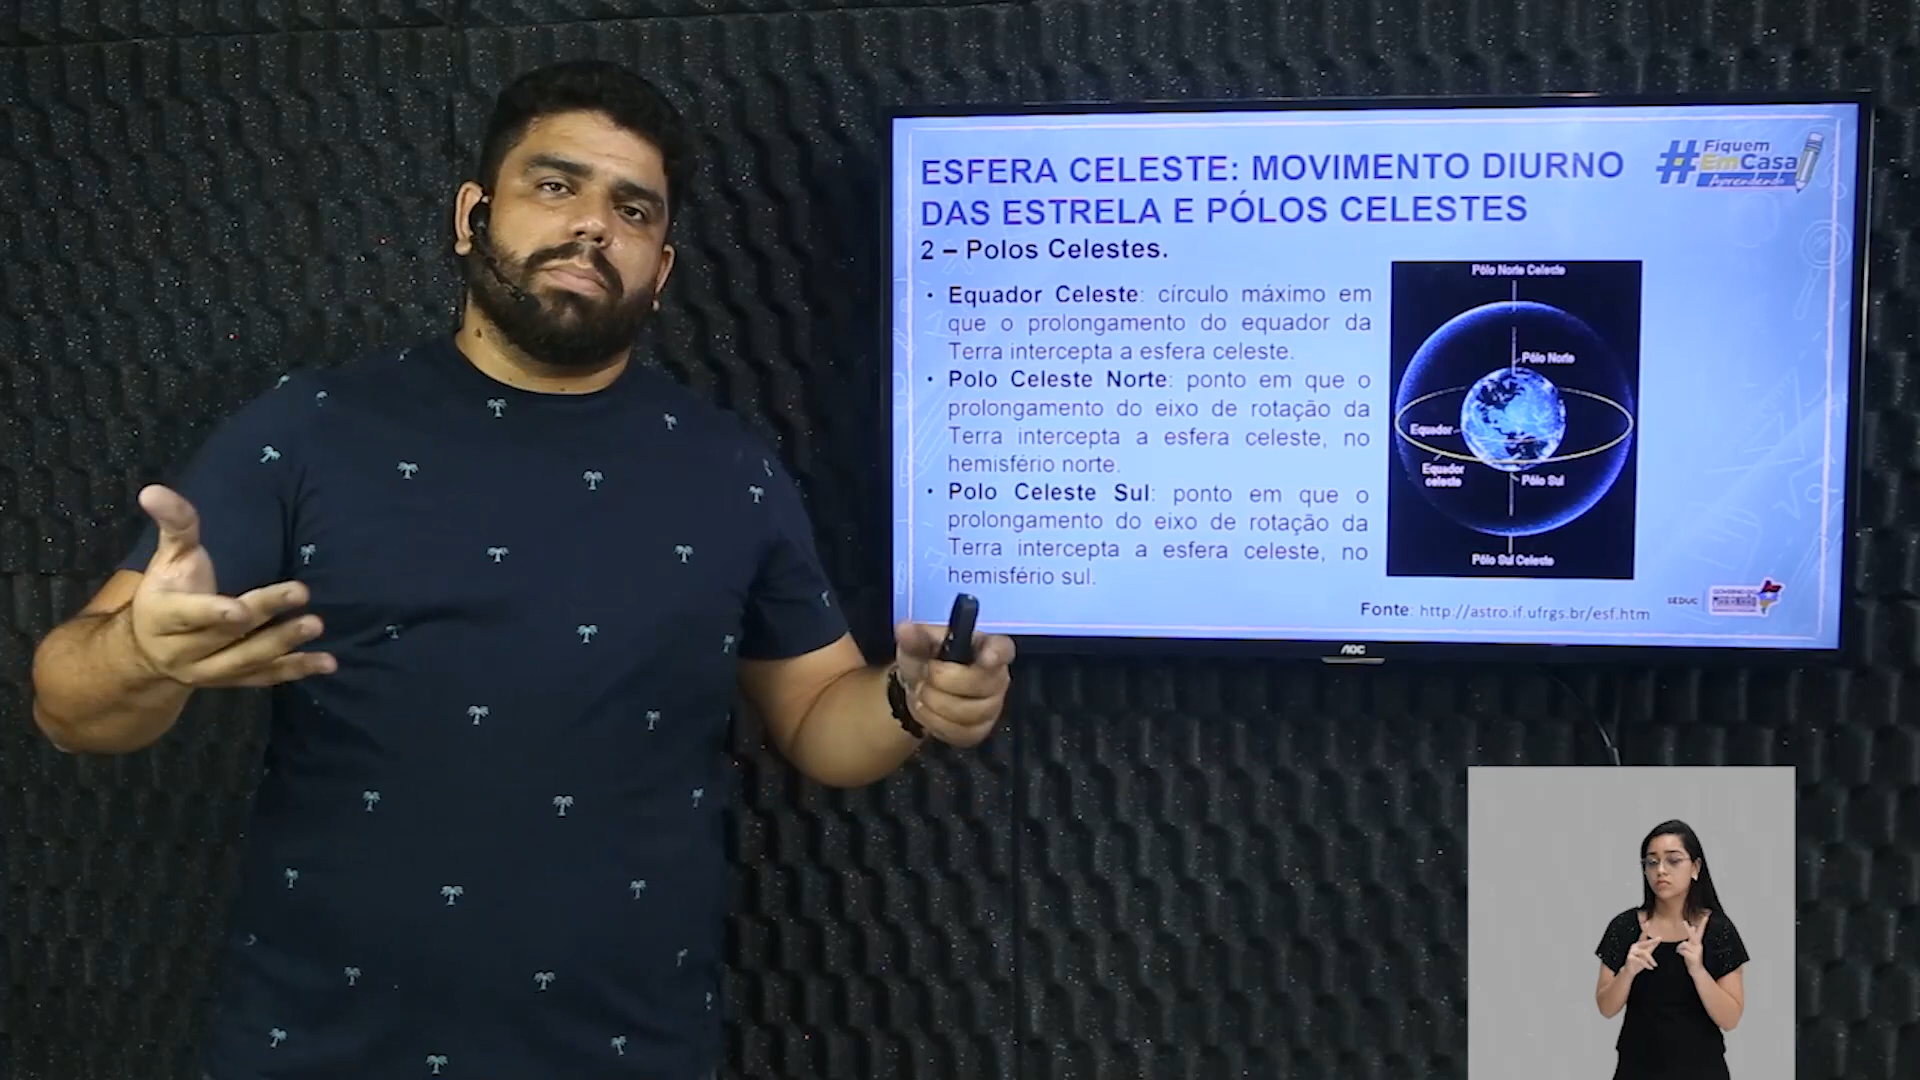 ESFERA CELESTE: MOVIMENTO DIURNO
DAS ESTRELA E PÓLOS CELESTES
#Fiquem
EmCasa
Aprendendo
2 – Polos Celestes.
• Equador Celeste: círculo máximo em
que o prolongamento do equador da
Terra intercepta a esfera celeste.
• Polo Celeste Norte: ponto em que o
prolongamento do eixo de rotação da
Terra intercepta a esfera celeste, no
hemisfério norte.
• Polo Celeste Sul: ponto em que o
prolongamento do eixo de rotação da
Terra intercepta a esfera celeste, no
hemisfério sul.
Pólo Norte Celeste
Pólo Norte
Equador
Equador
celeste
Pólo Sul
Pólo Sul Celeste
Fonte: http://astro.if.ufrgs.br/esf.htm
SEDUC
GOVERNO DO
AOC